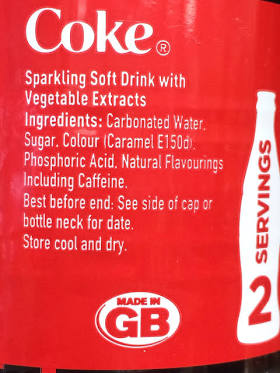 Coke®
Sparkling Soft Drink with
Vegetable Extracts
Ingredients: Carbonated Water,
Sugar, Colour (Caramel E150d),
Phosphoric Acid, Natural Flavourings
Including Caffeine.
Best before end: See side of cap or
bottle neck for date.
Store cool and dry.
MADE IN
GB
2 SERVINGS